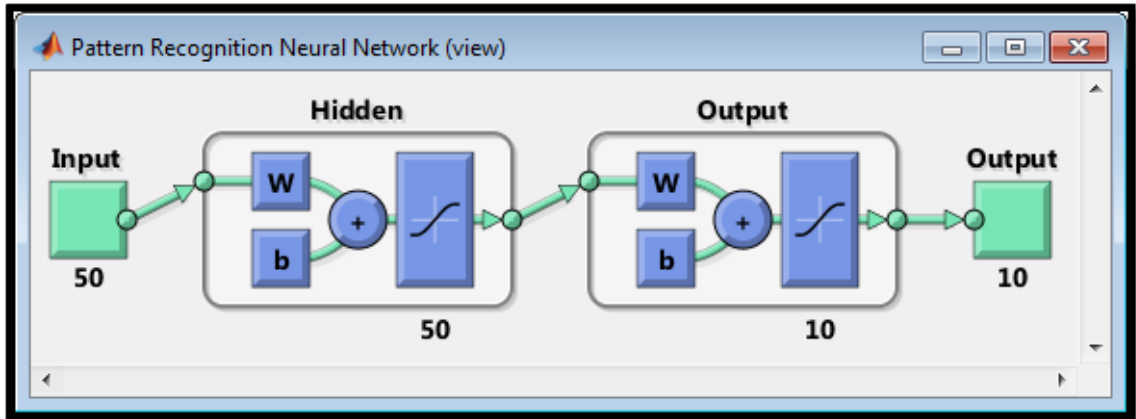 Pattern Recognition Neural Network (view)
Hidden
Output
Input
Output
W
+
b
W
+
b
50
50
10
10